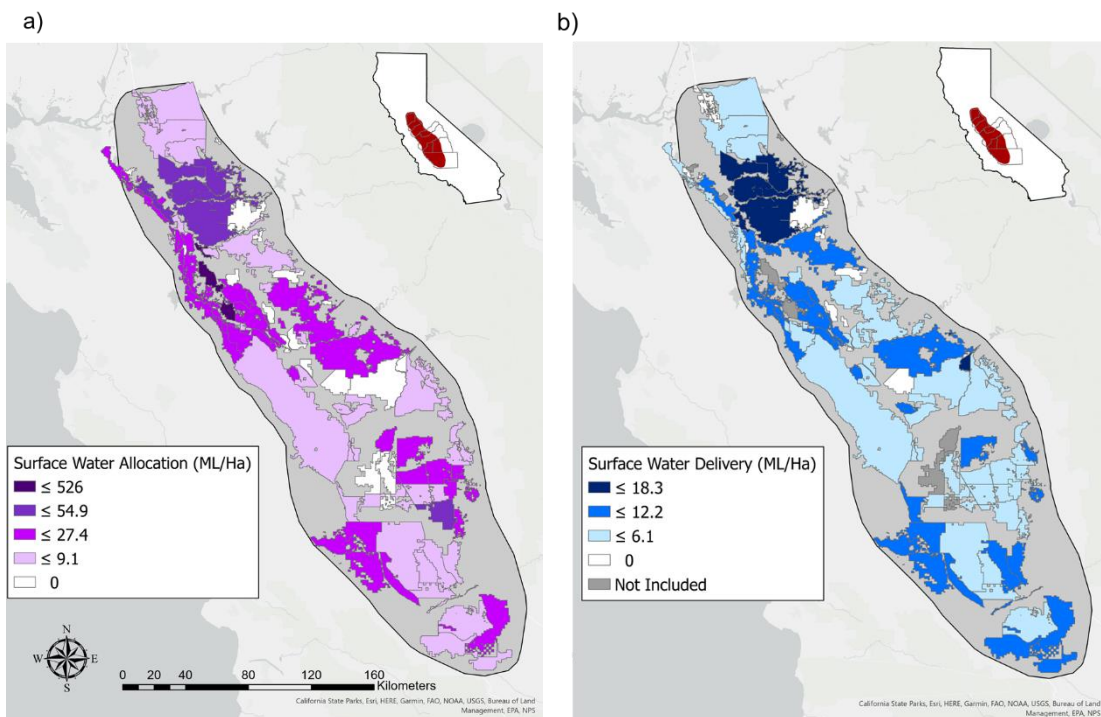 a)
Surface Water Allocation (ML/Ha)
≤ 526
≤ 54.9
≤ 27.4
≤ 9.1
0
N
W E
S
0 20 40 80 120 160
Kilometers
California State Parks, Esri, HERE, Garmin, FAO, NOAA, USGS, Bureau of Land
Management, EPA, NPS
b)
Surface Water Delivery (ML/Ha)
≤ 18.3
≤ 12.2
≤ 6.1
0
Not Included
California State Parks, Esri, HERE, Garmin, FAO, NOAA, USGS, Bureau of Land
Management, EPA, NPS